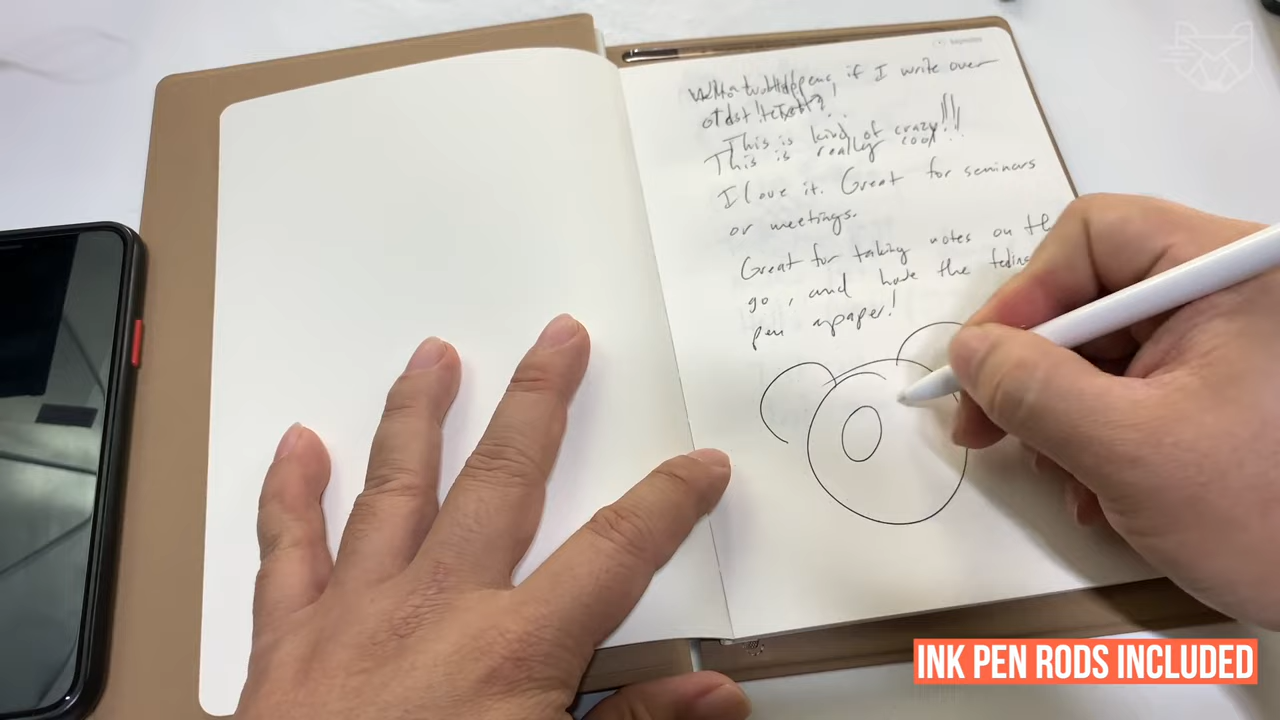 if I write over
This is kind of crazy!!
This is really cool!!
I love it. Great for seminars
or meetings.
Great for taking notes on th
go, and have the
pen paper!
INK PEN RODS INCLUDED